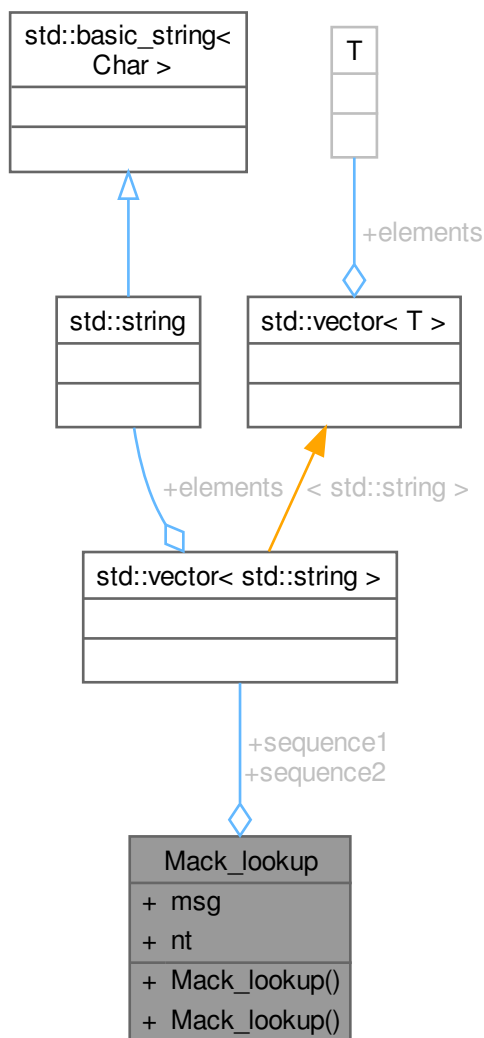 std::basic_string<
Char >
T
+elements
std::string
std::vector< T >
+elements
< std::string >
std::vector< std::string >
+sequence1
+sequence2
Mack_lookup
+ msg
+ nt
+ Mack_lookup()
+ Mack_lookup()